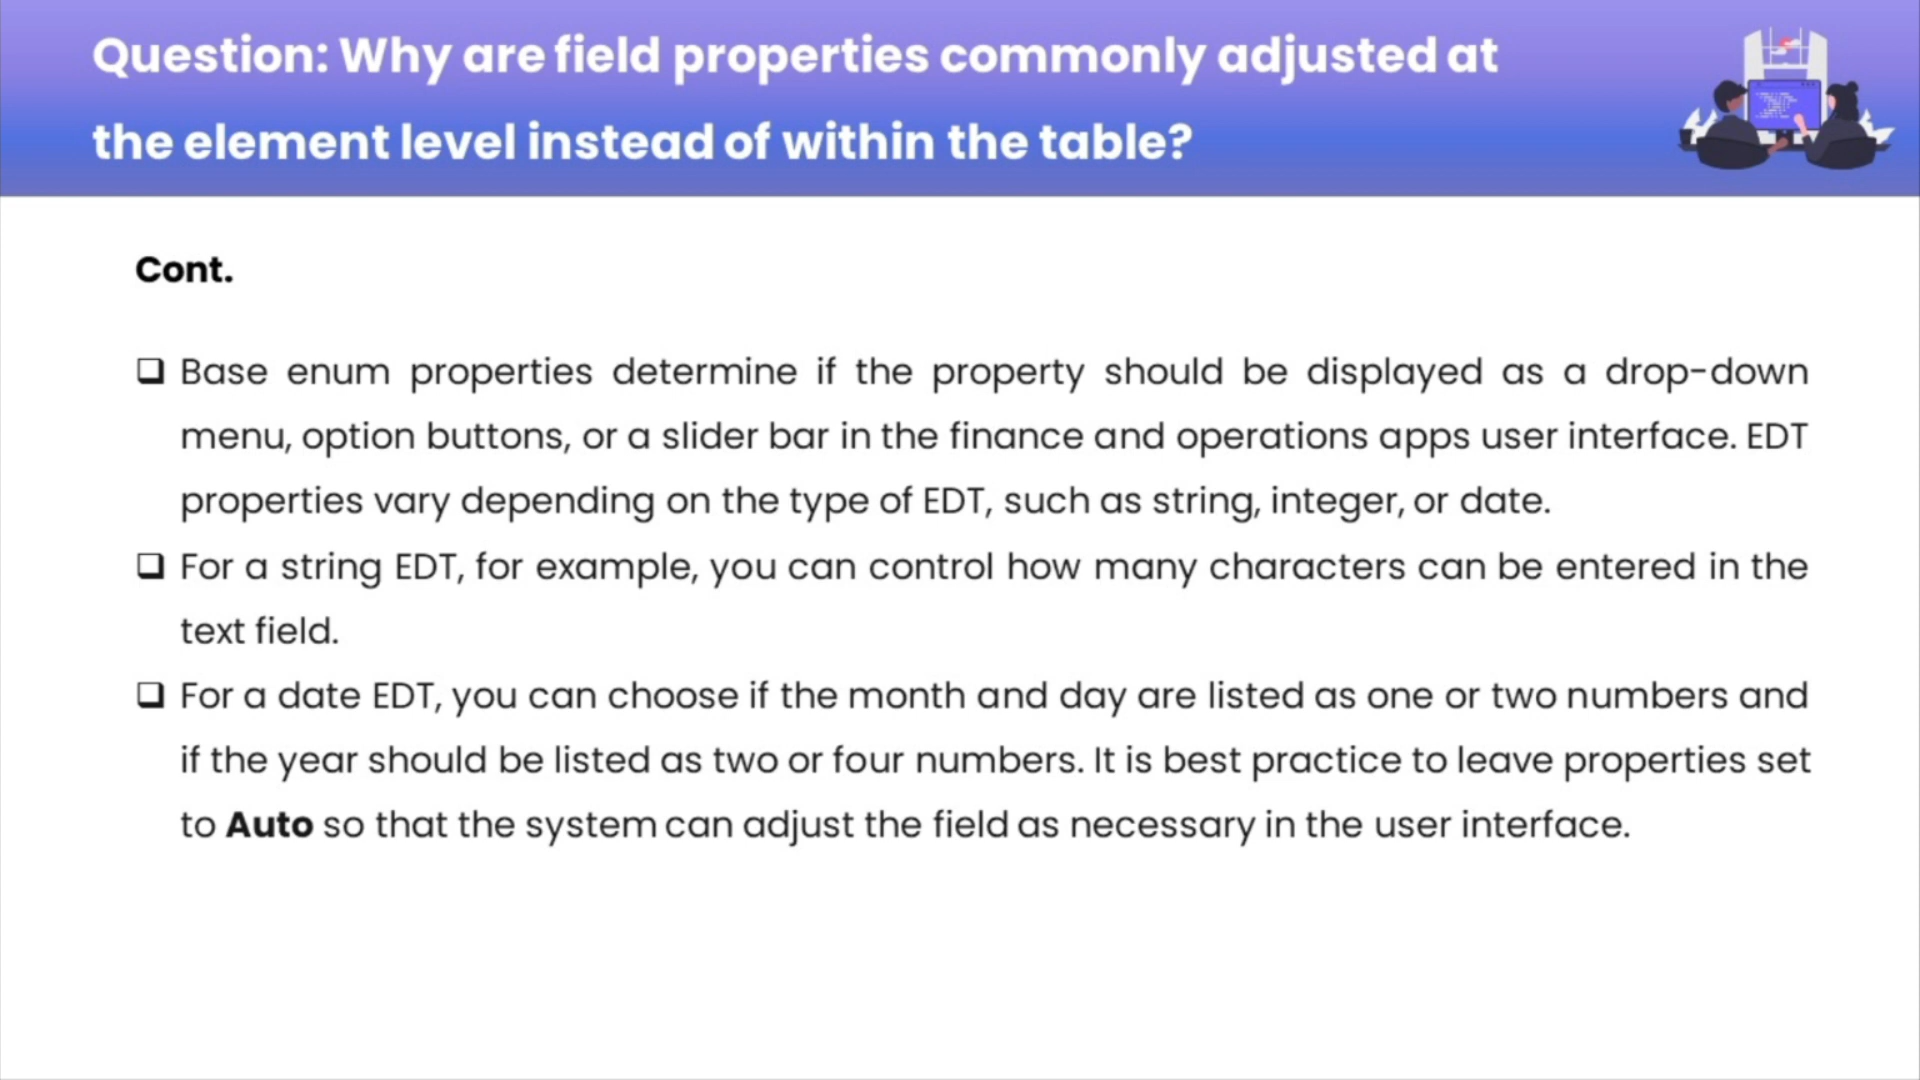 Question: Why are field properties commonly adjusted at
the element level instead of within the table?
Cont.
❑ Base enum properties determine if the property should be displayed as a drop-down
menu, option buttons, or a slider bar in the finance and operations apps user interface. EDT
properties vary depending on the type of EDT, such as string, integer, or date.
❑ For a string EDT, for example, you can control how many characters can be entered in the
text field.
❑ For a date EDT, you can choose if the month and day are listed as one or two numbers and
if the year should be listed as two or four numbers. It is best practice to leave properties set
to Auto so that the system can adjust the field as necessary in the user interface.